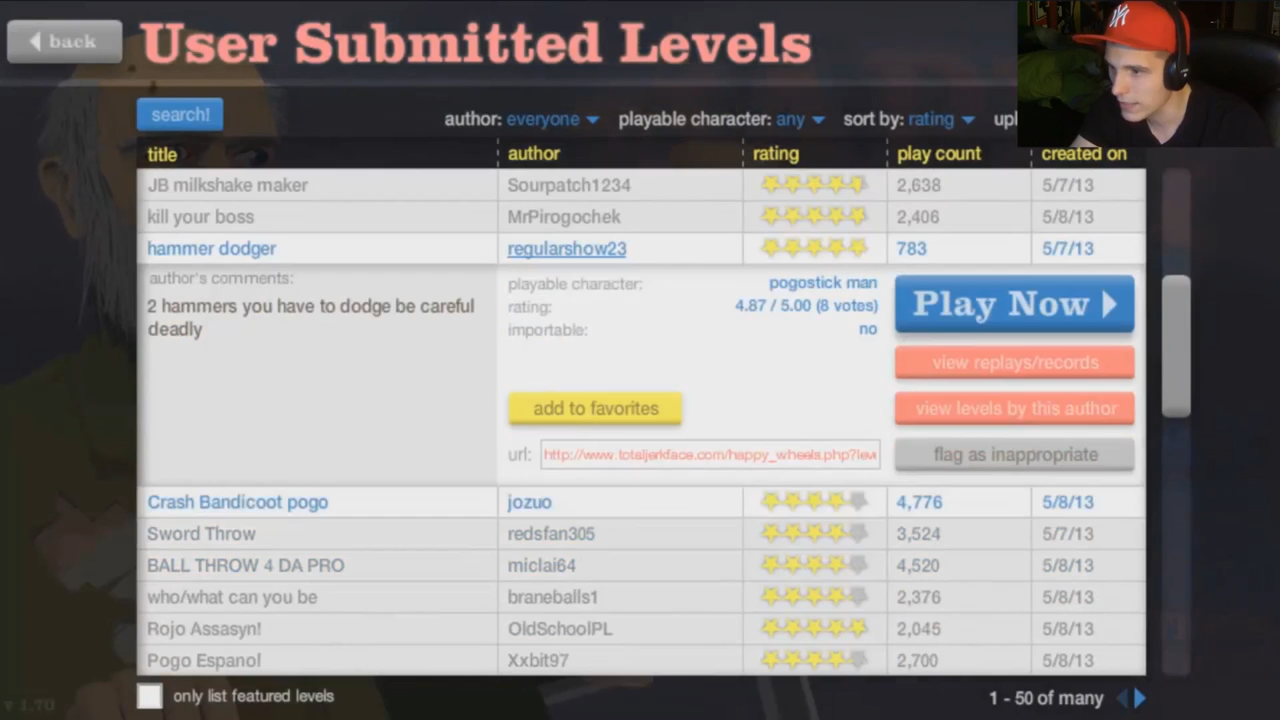 back
User Submitted Levels
search!
author: everyone playable character: any sort by: rating upl
title author rating play count created on
JB milkshake maker Sourpatch1234 2,638 5/7/13
kill your boss MrPirogochek 2,406 5/8/13
hammer dodger regularshow23 783 5/7/13
author's comments:
2 hammers you have to dodge be careful
deadly
playable character: pogostick man
rating: 4.87 / 5.00 (8 votes)
importable: no
add to favorites
url: http://www.totaljerkface.com/happy_wheels.php?lev
Play Now
view replays/records
view levels by this author
flag as inappropriate
Crash Bandicoot pogo jozuo 4,776 5/8/13
Sword Throw redsfan305 3,524 5/7/13
BALL THROW 4 DA PRO miclai64 4,520 5/8/13
who/what can you be braneballs1 2,376 5/8/13
Rojo Assasyn! OldSchoolPL 2,045 5/8/13
Pogo Espanol Xxbit97 2,700 5/8/13
only list featured levels 1 - 50 of many
v 1.70